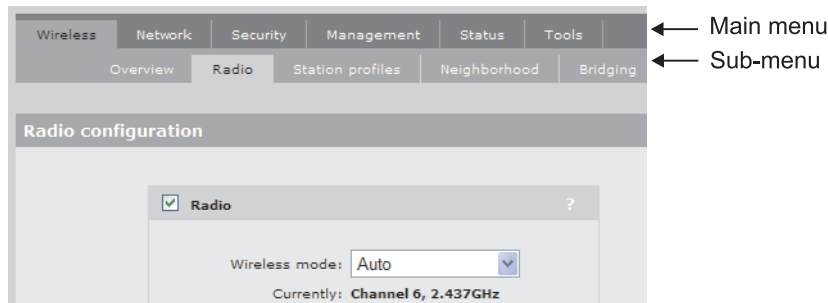 Wireless Network Security Management Status Tools Main menu
Overview Radio Station profiles Neighborhood Bridging Sub-menu
Radio configuration
Radio ?
Wireless mode: Auto
Currently: Channel 6, 2.437GHz